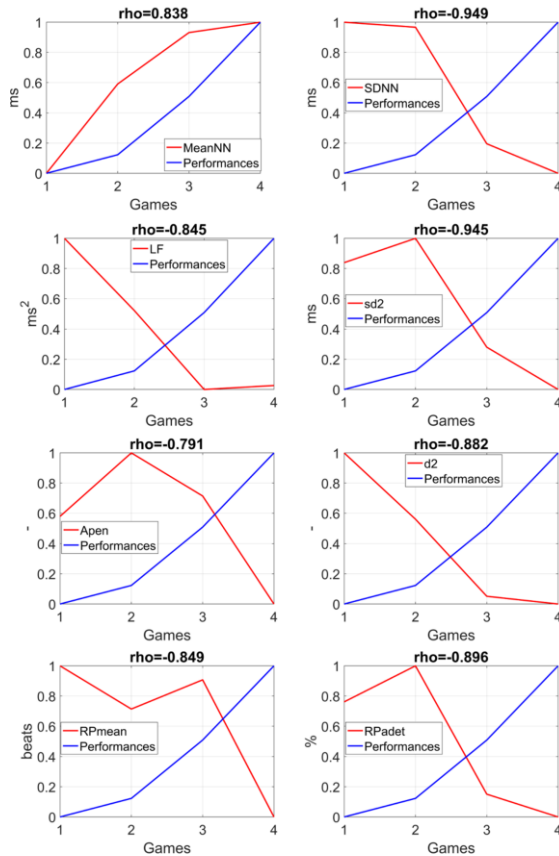 rho=0.838
1
0.8
0.6
0.4
0.2
0
ms
MeanNN
Performances
1 2 3 4
Games
rho=-0.949
1
0.8
0.6
0.4
0.2
0
ms
SDNN
Performances
1 2 3 4
Games
rho=-0.845
1
0.8
0.6
0.4
0.2
0
ms²
LF
Performances
1 2 3 4
Games
rho=-0.945
1
0.8
0.6
0.4
0.2
0
ms
sd2
Performances
1 2 3 4
Games
rho=-0.791
1
0.8
0.6
0.4
0.2
0
-
Apen
Performances
1 2 3 4
Games
rho=-0.882
1
0.8
0.6
0.4
0.2
0
-
d2
Performances
1 2 3 4
Games
rho=-0.849
1
0.8
0.6
0.4
0.2
0
beats
RPmean
Performances
1 2 3 4
Games
rho=-0.896
1
0.8
0.6
0.4
0.2
0
%
RPadet
Performances
1 2 3 4
Games